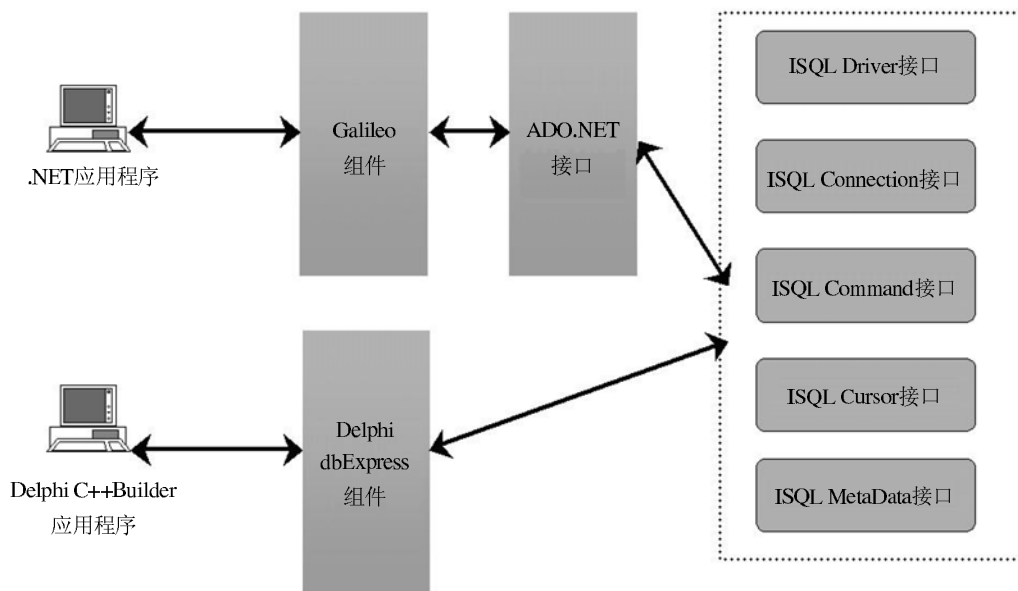 .NET应用程序
Galileo
组件
ADO.NET
接口
Delphi C++Builder
应用程序
Delphi
dbExpress
组件
ISQL Driver接口
ISQL Connection接口
ISQL Command接口
ISQL Cursor接口
ISQL MetaData接口